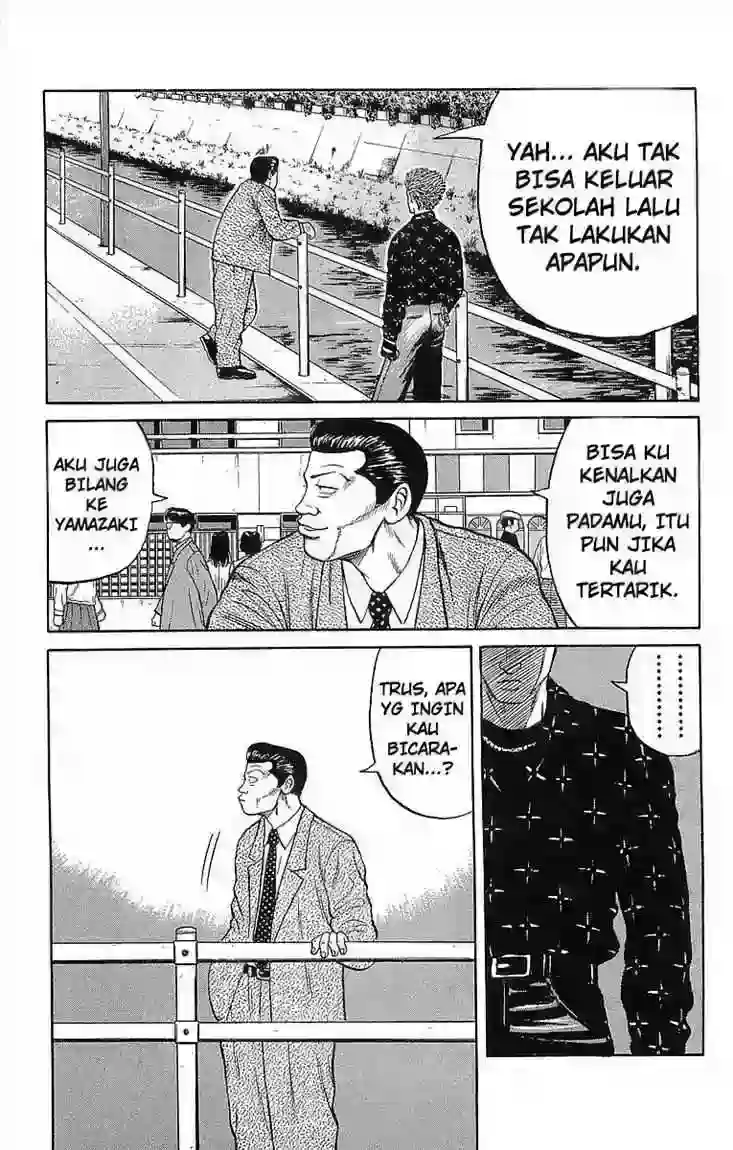 YAH... AKU TAK
BISA KELUAR
SEKOLAH LALU
TAK LAKUKAN
APAPUN.
BISA KU
KENALKAN
JUGA
PADAMU, ITU
PUN JIKA
KAU
TERTARIK.
AKU JUGA
BILANG
KE
YAMAZAKI
...
.........
.........
TRUS, APA
YG INGIN
KAU
BICARA-
KAN...?